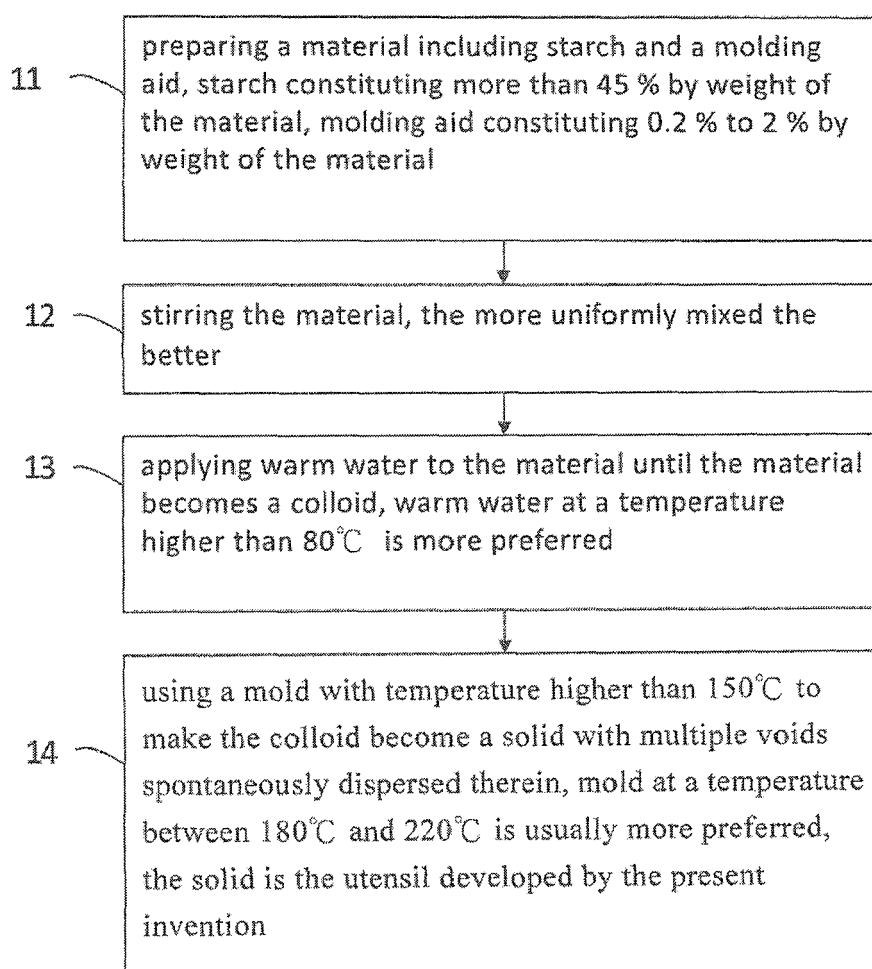 11
preparing a material including starch and a molding
aid, starch constituting more than 45 % by weight of
the material, molding aid constituting 0.2 % to 2 % by
weight of the material
12
stirring the material, the more uniformly mixed the
better
13
applying warm water to the material until the material
becomes a colloid, warm water at a temperature
higher than 80℃ is more preferred
14
using a mold with temperature higher than 150℃ to
make the colloid become a solid with multiple voids
spontaneously dispersed therein, mold at a temperature
between 180℃ and 220℃ is usually more preferred,
the solid is the utensil developed by the present
invention